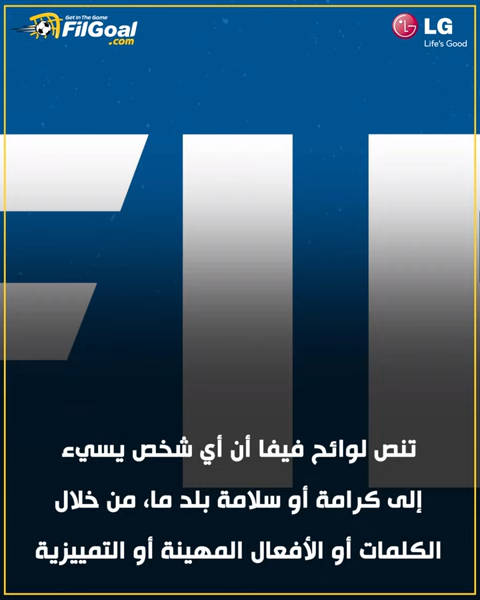 Get In The Game
FilGoal
.com
LG
Life's Good
FIF
تنص لوائح فيفا أن أي شخص يسيء
إلى كرامة أو سلامة بلد ما، من خلال
الكلمات أو الأفعال المهينة أو التمييزية